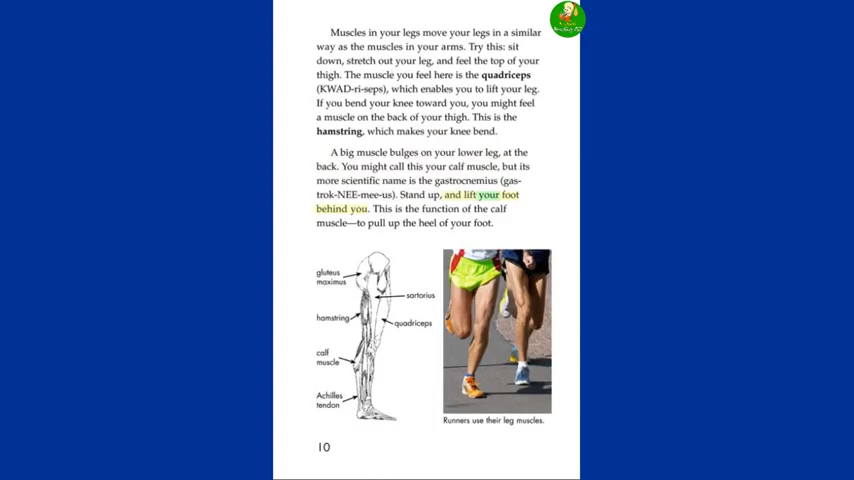 Muscles in your legs move your legs in a similar
way as the muscles in your arms. Try this: sit
down, stretch out your leg, and feel the top of your
thigh. The muscle you feel here is the quadriceps
(KWAD-ri-seps), which enables you to lift your leg.
If you bend your knee toward you, you might feel
a muscle on the back of your thigh. This is the
hamstring, which makes your knee bend.
A big muscle bulges on your lower leg, at the
back. You might call this your calf muscle, but its
more scientific name is the gastrocnemius (gas-
trok-NEE-mee-us). Stand up, and lift your foot
behind you. This is the function of the calf
muscle—to pull up the heel of your foot.
gluteus
maximus
sartorius
hamstring
quadriceps
calf
muscle
Achilles
tendon
Runners use their leg muscles.
10